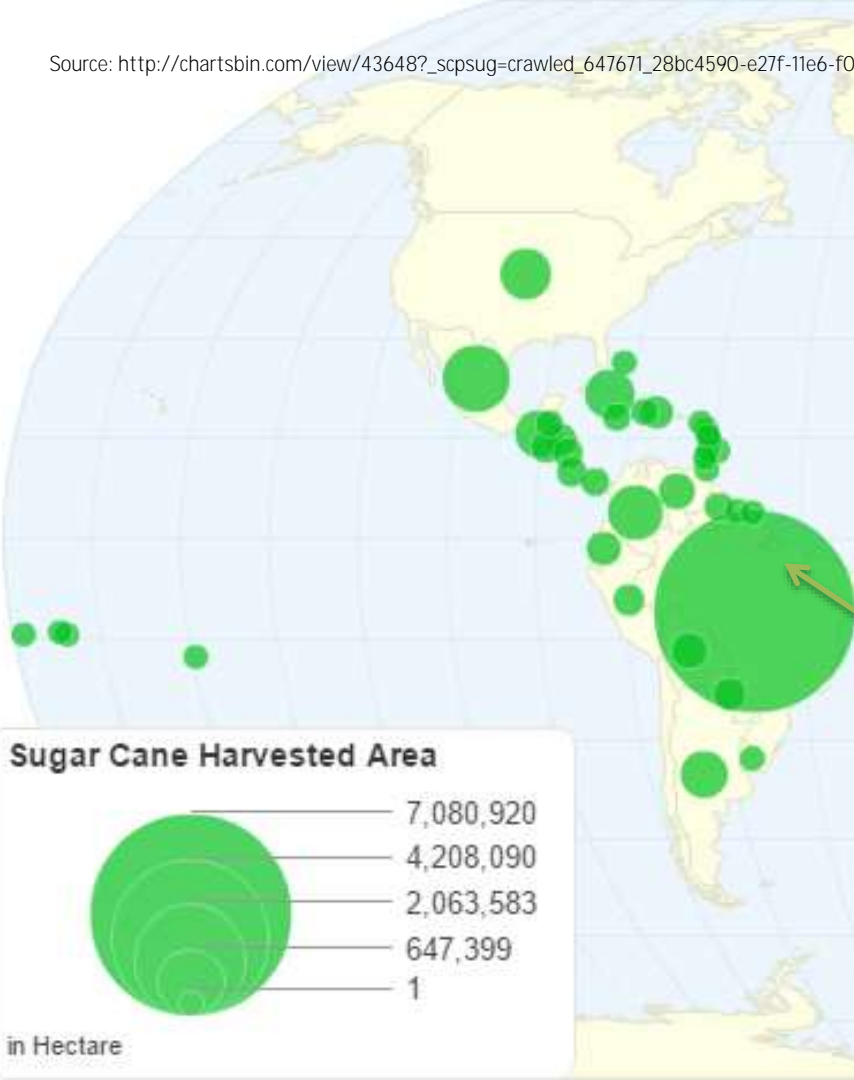 Source: http://chartsbin.com/view/43648?_scpsug=crawled_647671_28bc4590-e27f-11e6-f0
Sugar Cane Harvested Area
7,080,920
4,208,090
2,063,583
647,399
1
in Hectare